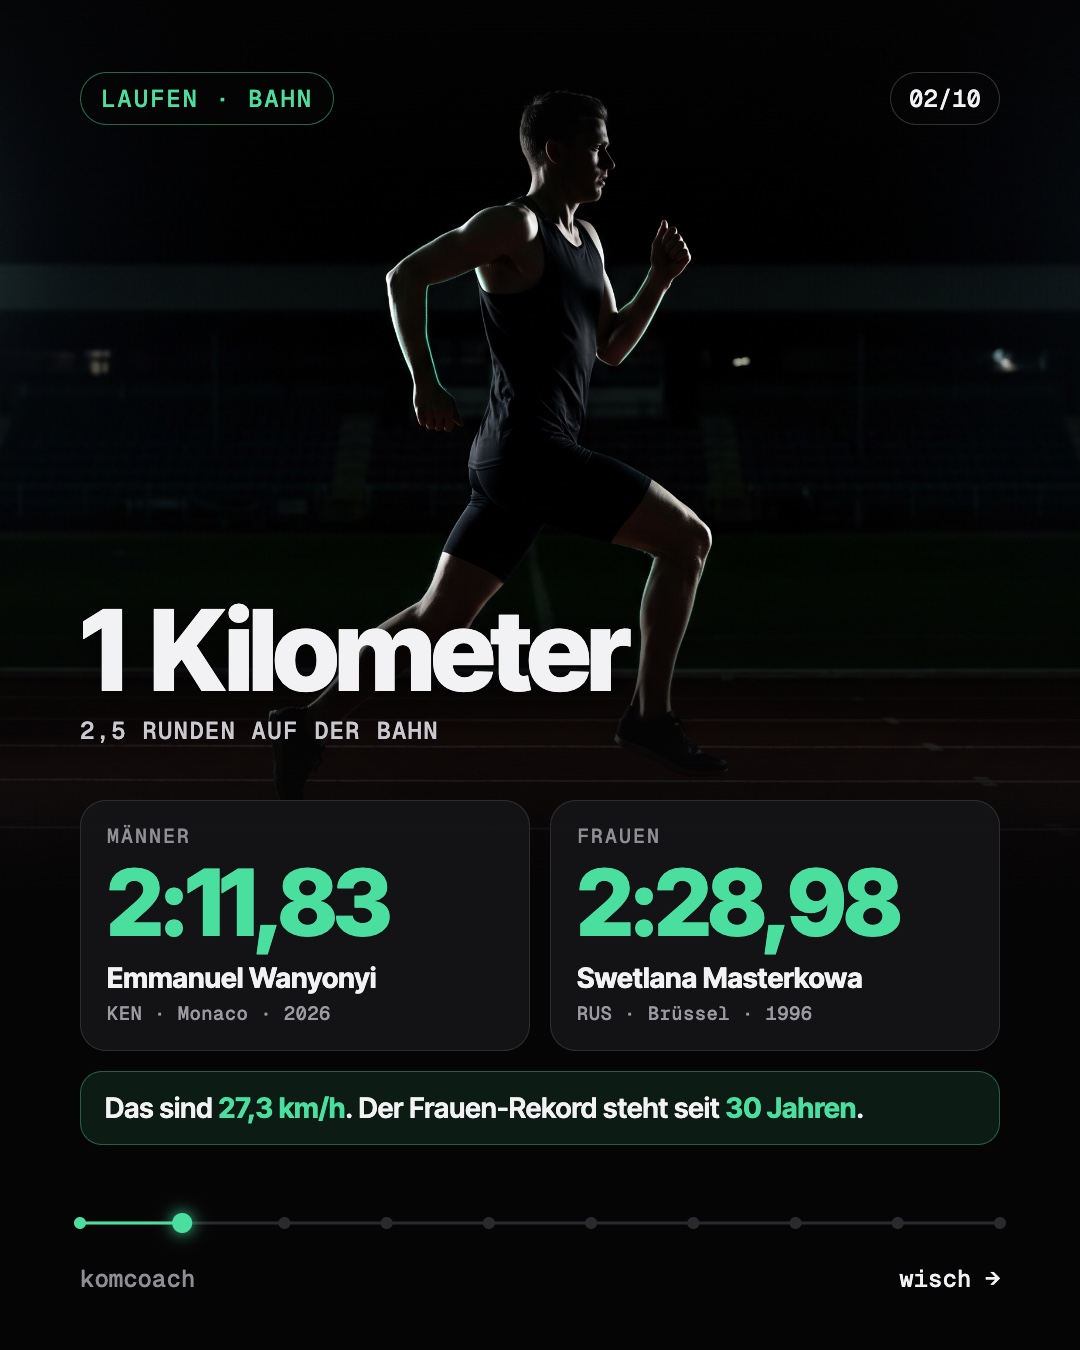 LAUFEN · BAHN
02/10
1 Kilometer
2,5 RUNDEN AUF DER BAHN
MÄNNER
2:11,83
Emmanuel Wanyonyi
KEN · Monaco · 2026
FRAUEN
2:28,98
Swetlana Masterkowa
RUS · Brüssel · 1996
Das sind 27,3 km/h. Der Frauen-Rekord steht seit 30 Jahren.
komcoach
wisch →